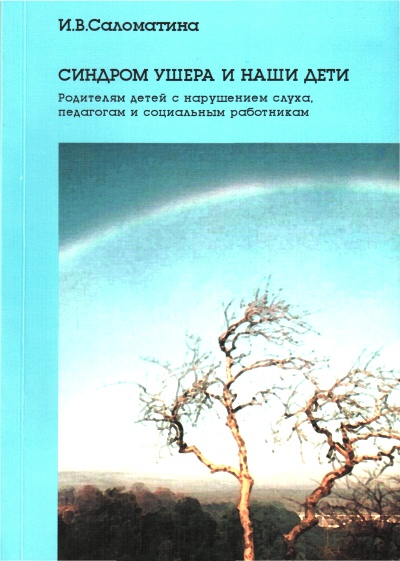 И.В.Саломатина
СИНДРОМ УШЕРА И НАШИ ДЕТИ
Родителям детей с нарушением слуха,
педагогам и социальным работникам